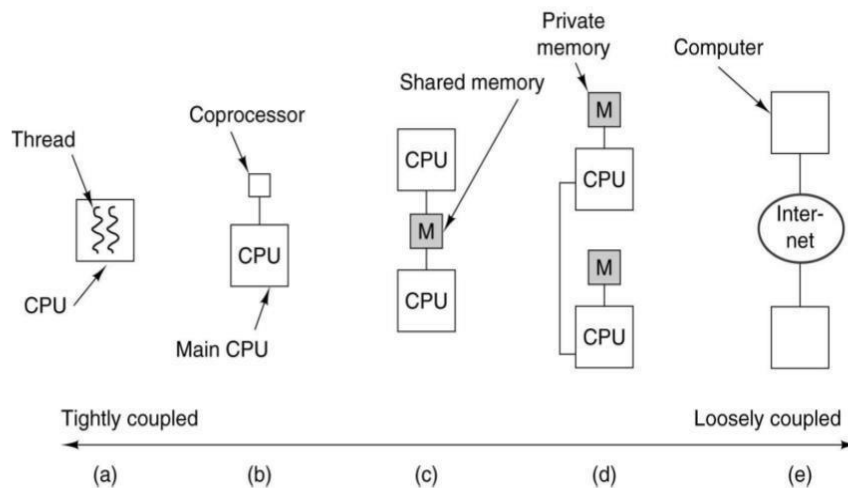 Private
memory
Computer
Shared memory
Coprocessor
Thread
M
CPU
CPU
Inter-
net
M
CPU
M
CPU
CPU
CPU
CPU
Main CPU
Tightly coupled
Loosely coupled
(a)
(b)
(c)
(d)
(e)